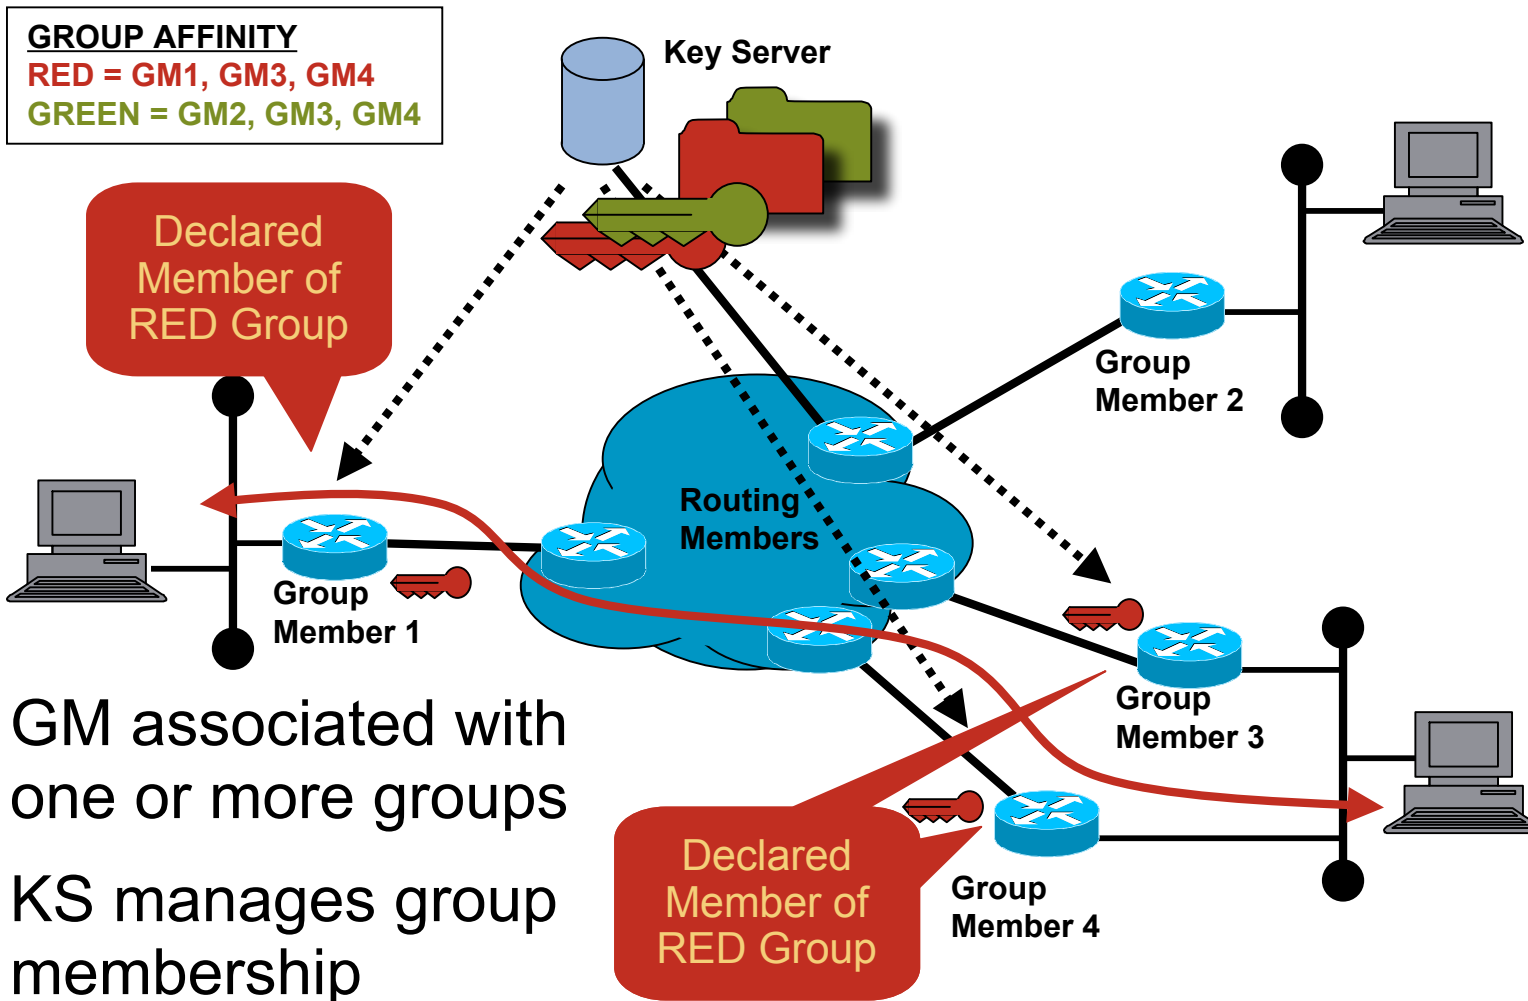 GROUP AFFINITY
RED = GM1, GM3, GM4
GREEN = GM2, GM3, GM4
Key Server
Declared
Member of
RED Group
Group
Member 2
Routing
Members
Group
Member 1
Group
Member 3
GM associated with
one or more groups
Declared
Member of
RED Group
Group
Member 4
KS manages group
membership